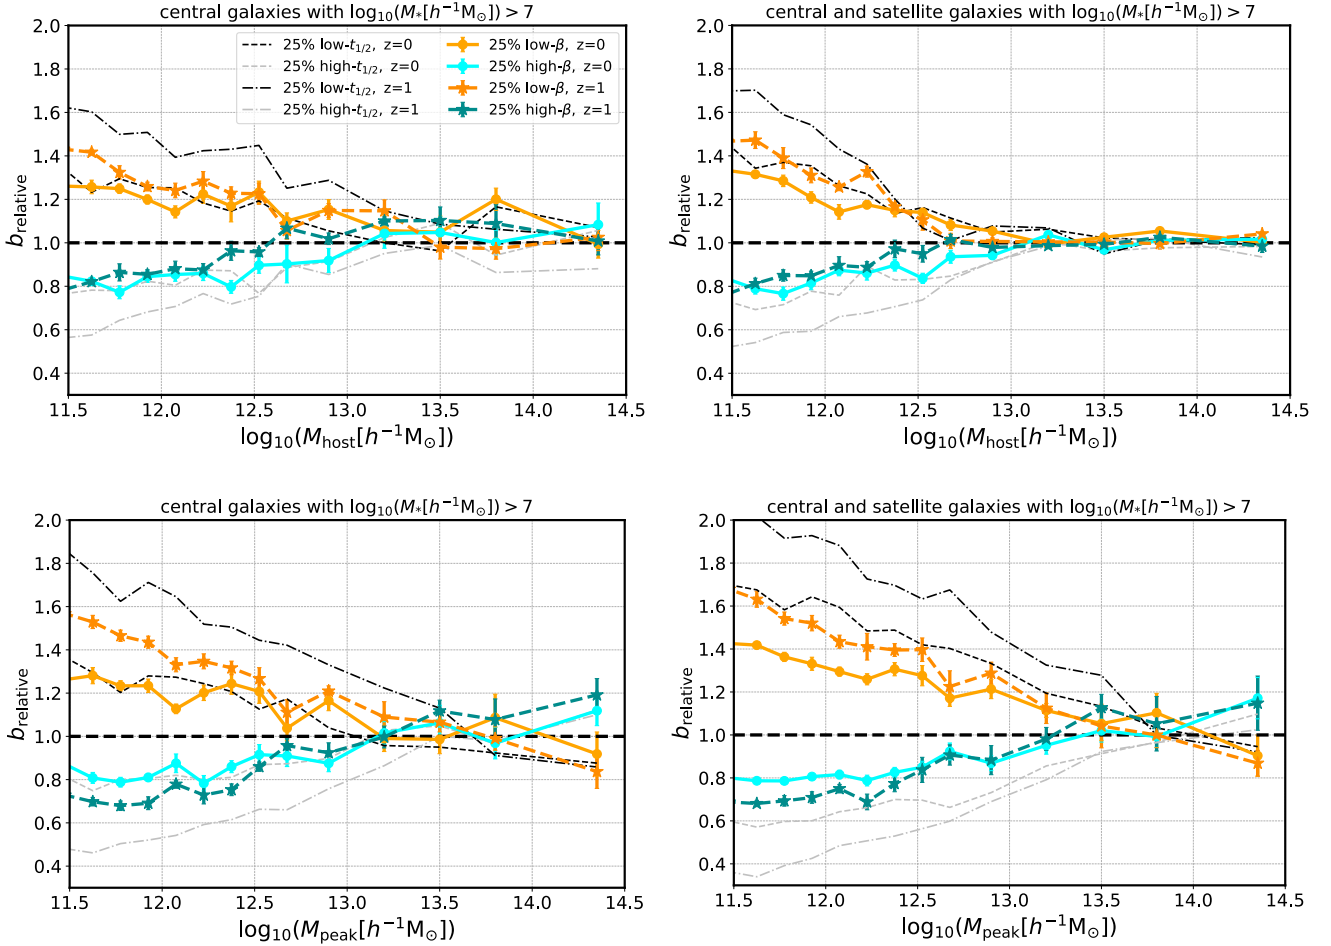 central galaxies with log₁₀(M*[h⁻¹M⊙]) > 7
2.0
1.8
1.6
1.4
1.2
1.0
0.8
0.6
0.4
b_relative
25% low-t₁/₂, z=0
25% high-t₁/₂, z=0
25% low-t₁/₂, z=1
25% high-t₁/₂, z=1
25% low-β, z=0
25% high-β, z=0
25% low-β, z=1
25% high-β, z=1
11.5 12.0 12.5 13.0 13.5 14.0 14.5
log₁₀(M_host[h⁻¹M⊙])
central and satellite galaxies with log₁₀(M*[h⁻¹M⊙]) > 7
2.0
1.8
1.6
1.4
1.2
1.0
0.8
0.6
0.4
b_relative
11.5 12.0 12.5 13.0 13.5 14.0 14.5
log₁₀(M_host[h⁻¹M⊙])
central galaxies with log₁₀(M*[h⁻¹M⊙]) > 7
2.0
1.8
1.6
1.4
1.2
1.0
0.8
0.6
0.4
b_relative
11.5 12.0 12.5 13.0 13.5 14.0 14.5
log₁₀(M_peak[h⁻¹M⊙])
central and satellite galaxies with log₁₀(M*[h⁻¹M⊙]) > 7
2.0
1.8
1.6
1.4
1.2
1.0
0.8
0.6
0.4
b_relative
11.5 12.0 12.5 13.0 13.5 14.0 14.5
log₁₀(M_peak[h⁻¹M⊙])